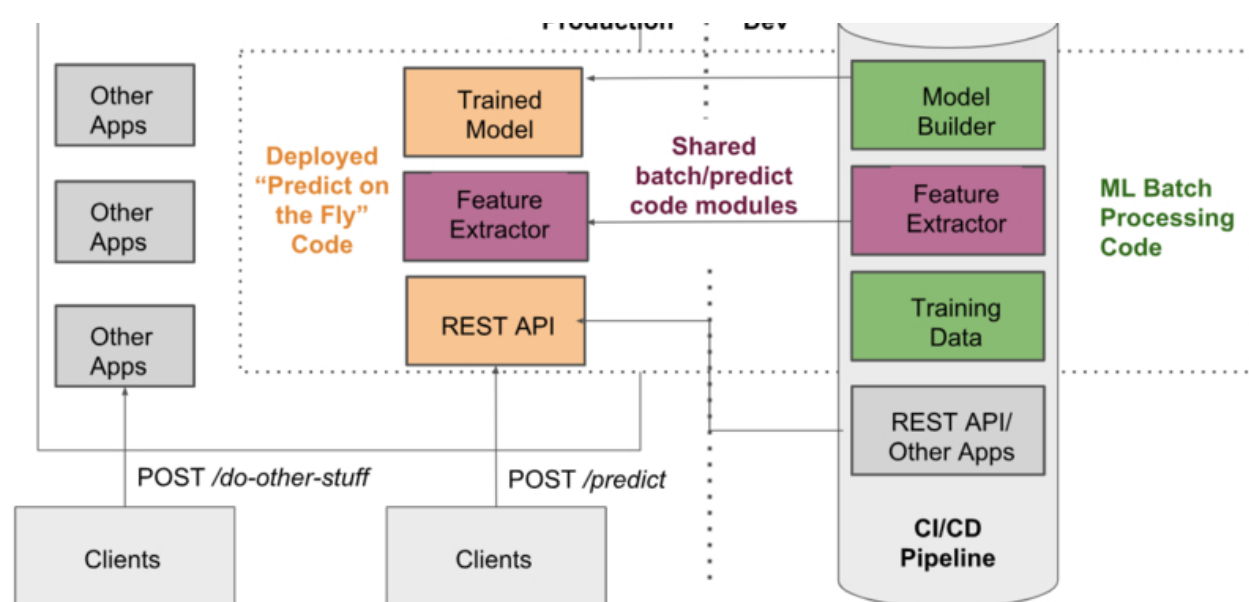 Production
Dev
Other
Apps
Trained
Model
Model
Builder
Deployed
“Predict on
the Fly”
Code
Shared
batch/predict
code modules
Other
Apps
Feature
Extractor
Feature
Extractor
ML Batch
Processing
Code
Other
Apps
REST API
Training
Data
REST API/
Other Apps
POST /do-other-stuff
POST /predict
Clients
Clients
CI/CD
Pipeline